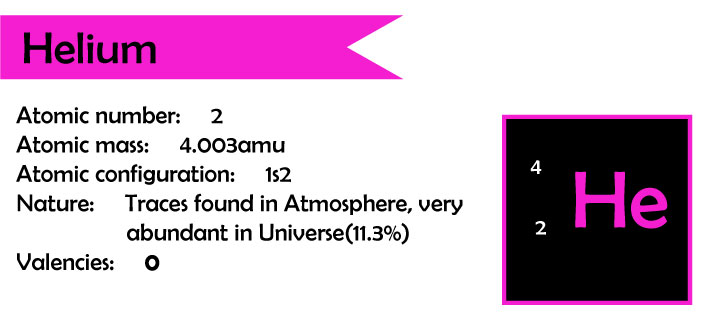 Helium
Atomic number: 2
Atomic mass: 4.003amu
Atomic configuration: 1s2
Nature: Traces found in Atmosphere, very
abundant in Universe(11.3%)
Valencies: 0
4
He
2